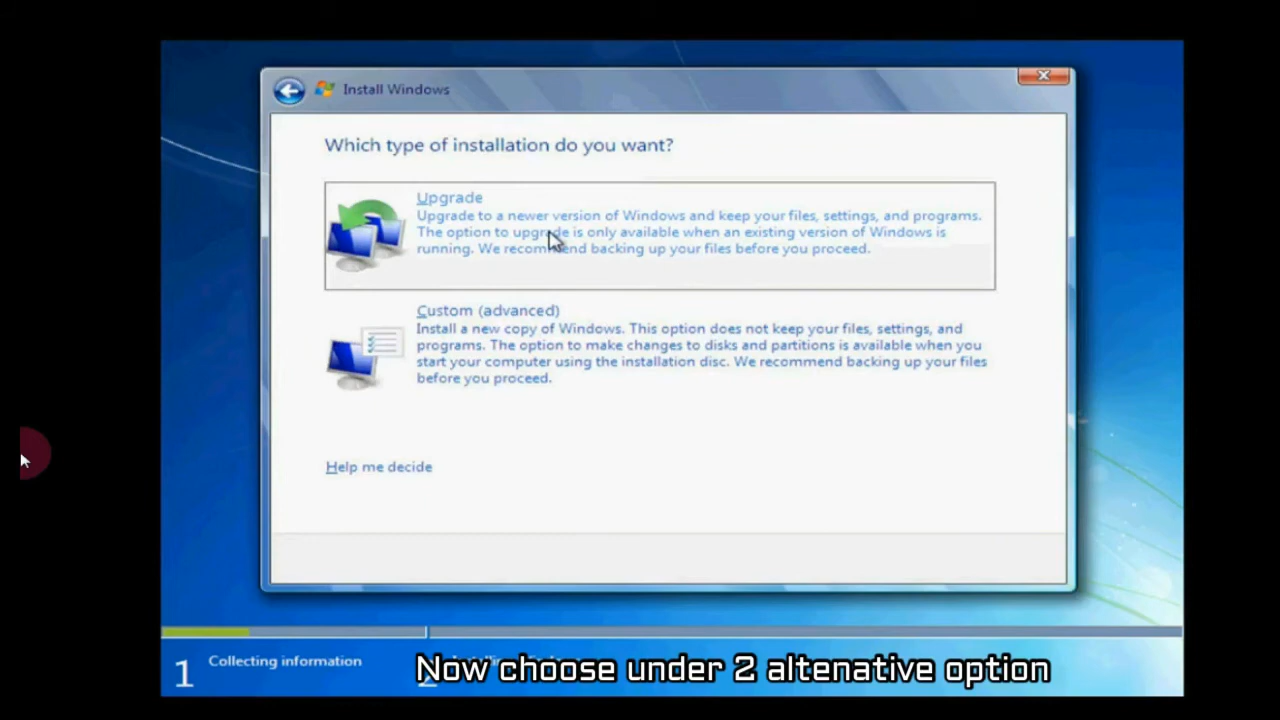 Install Windows
Which type of installation do you want?
Upgrade
Upgrade to a newer version of Windows and keep your files, settings, and programs.
The option to upgrade is only available when an existing version of Windows is
running. We recommend backing up your files before you proceed.
Custom (advanced)
Install a new copy of Windows. This option does not keep your files, settings, and
programs. The option to make changes to disks and partitions is available when you
start your computer using the installation disc. We recommend backing up your files
before you proceed.
Help me decide
1 Collecting information
Now choose under 2 altenative option